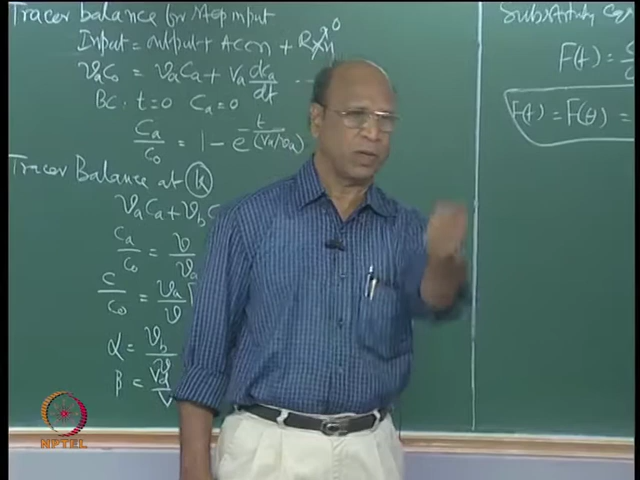 Tracer balance for step input
Input = output + Accn + Rxn 0
v_a C_0 = v_a C_a + V_a dC_a/dt
BC: t=0 C_a=0
C_a/C_0 = 1 - e^{-t/(V_a/v_a)}
Tracer Balance at (k)
v_a C_a + v_b C
C_a/C_0 = v/v_a
C/C_0 = v_a/v
α = v_b/v
β =
Substituting
F(t) =
F(t) = F(θ) =
NPTEL